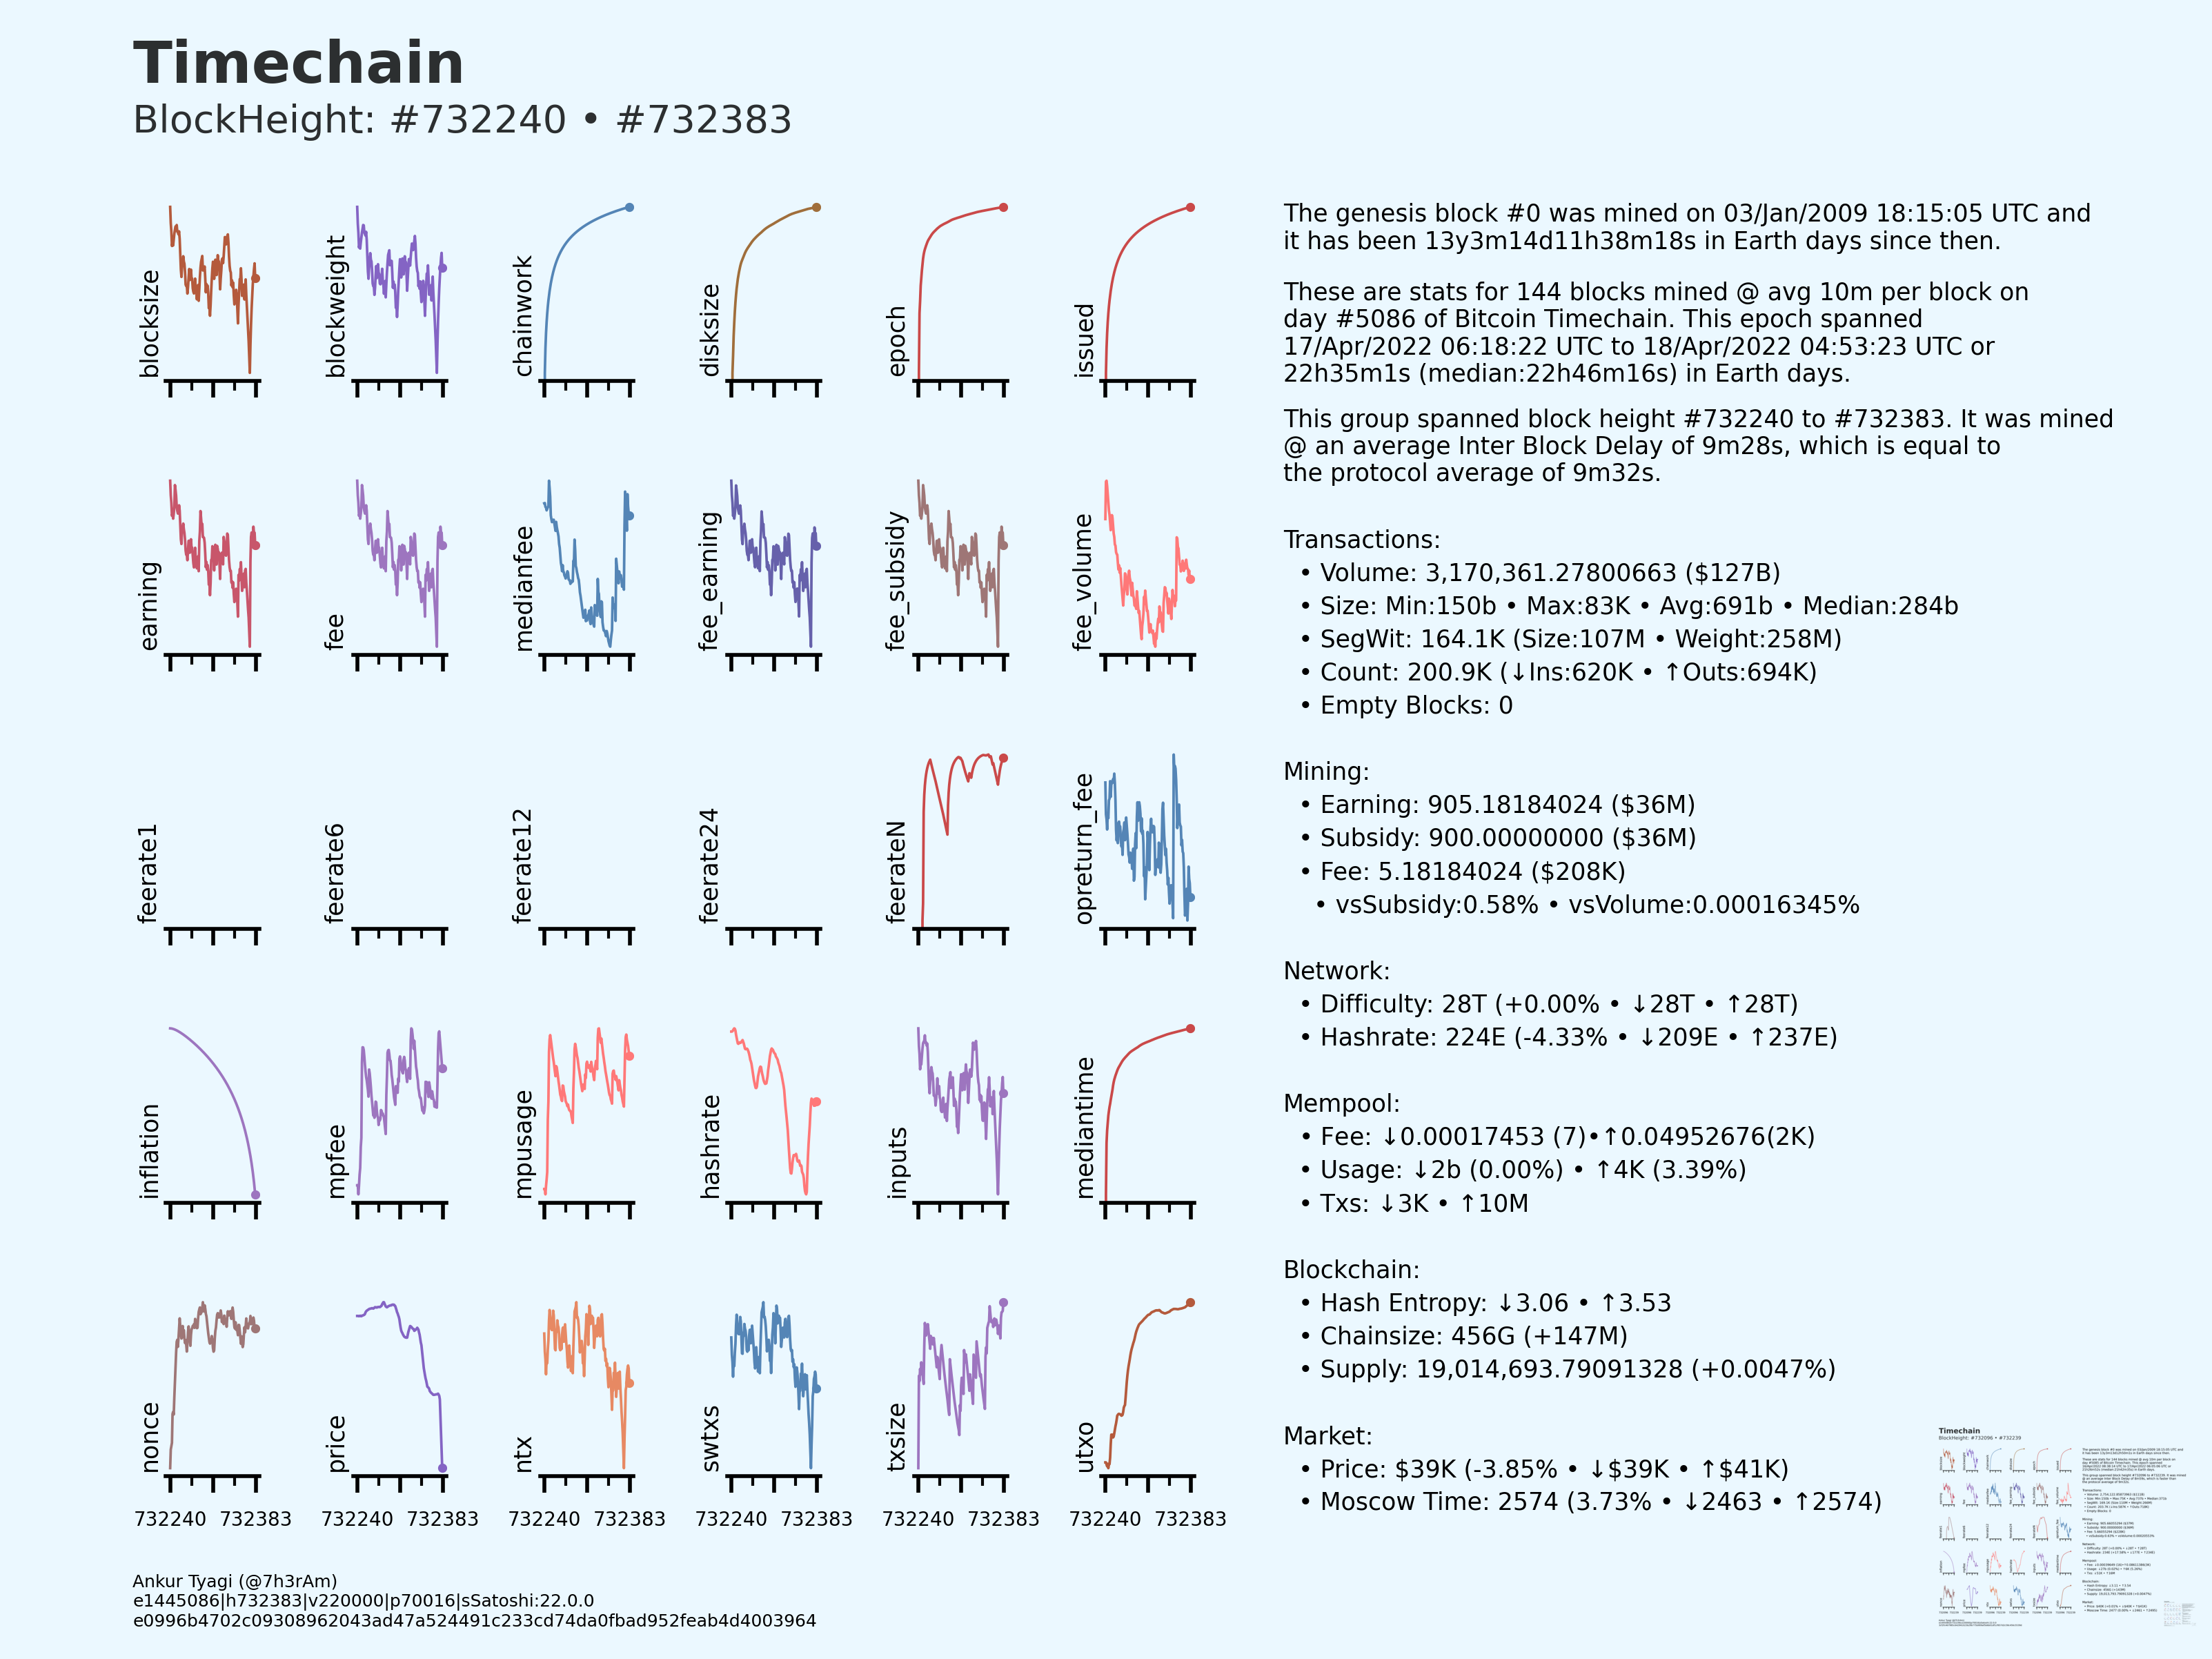 Timechain
BlockHeight: #732240 • #732383
blocksize
blockweight
chainwork
disksize
epoch
issued
earning
fee
medianfee
fee_earning
fee_subsidy
fee_volume
feerate1
feerate6
feerate12
feerate24
feerateN
opreturn_fee
inflation
mpfee
mpusage
hashrate
inputs
mediantime
nonce
price
ntx
swtxs
txsize
utxo
732240 732383 732240 732383 732240 732383 732240 732383 732240 732383 732240 732383
The genesis block #0 was mined on 03/Jan/2009 18:15:05 UTC and
it has been 13y3m14d11h38m18s in Earth days since then.
These are stats for 144 blocks mined @ avg 10m per block on
day #5086 of Bitcoin Timechain. This epoch spanned
17/Apr/2022 06:18:22 UTC to 18/Apr/2022 04:53:23 UTC or
22h35m1s (median:22h46m16s) in Earth days.
This group spanned block height #732240 to #732383. It was mined
@ an average Inter Block Delay of 9m28s, which is equal to
the protocol average of 9m32s.
Transactions:
• Volume: 3,170,361.27800663 ($127B)
• Size: Min:150b • Max:83K • Avg:691b • Median:284b
• SegWit: 164.1K (Size:107M • Weight:258M)
• Count: 200.9K (↓Ins:620K • ↑Outs:694K)
• Empty Blocks: 0
Mining:
• Earning: 905.18184024 ($36M)
• Subsidy: 900.00000000 ($36M)
• Fee: 5.18184024 ($208K)
• vsSubsidy:0.58% • vsVolume:0.00016345%
Network:
• Difficulty: 28T (+0.00% • ↓28T • ↑28T)
• Hashrate: 224E (-4.33% • ↓209E • ↑237E)
Mempool:
• Fee: ↓0.00017453 (7)•↑0.04952676(2K)
• Usage: ↓2b (0.00%) • ↑4K (3.39%)
• Txs: ↓3K • ↑10M
Blockchain:
• Hash Entropy: ↓3.06 • ↑3.53
• Chainsize: 456G (+147M)
• Supply: 19,014,693.79091328 (+0.0047%)
Market:
• Price: $39K (-3.85% • ↓$39K • ↑$41K)
• Moscow Time: 2574 (3.73% • ↓2463 • ↑2574)
Ankur Tyagi (@7h3rAm)
e1445086|h732383|v220000|p70016|sSatoshi:22.0.0
e0996b4702c09308962043ad47a524491c233cd74da0fbad952feab4d4003964
Timechain
BlockHeight: #732096 • #732239